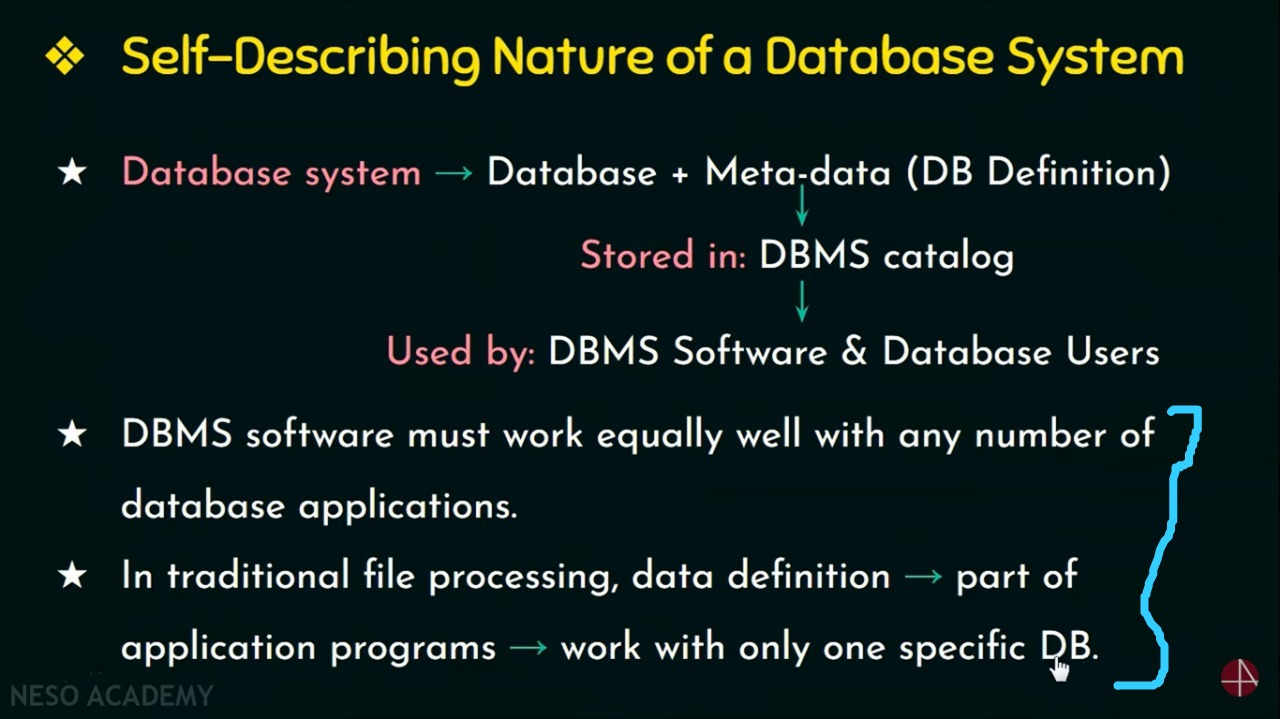 ❖ Self-Describing Nature of a Database System
★ Database system → Database + Meta-data (DB Definition)
↓
Stored in: DBMS catalog
↓
Used by: DBMS Software & Database Users
★ DBMS software must work equally well with any number of
database applications.
★ In traditional file processing, data definition → part of
application programs → work with only one specific DB.
NESO ACADEMY